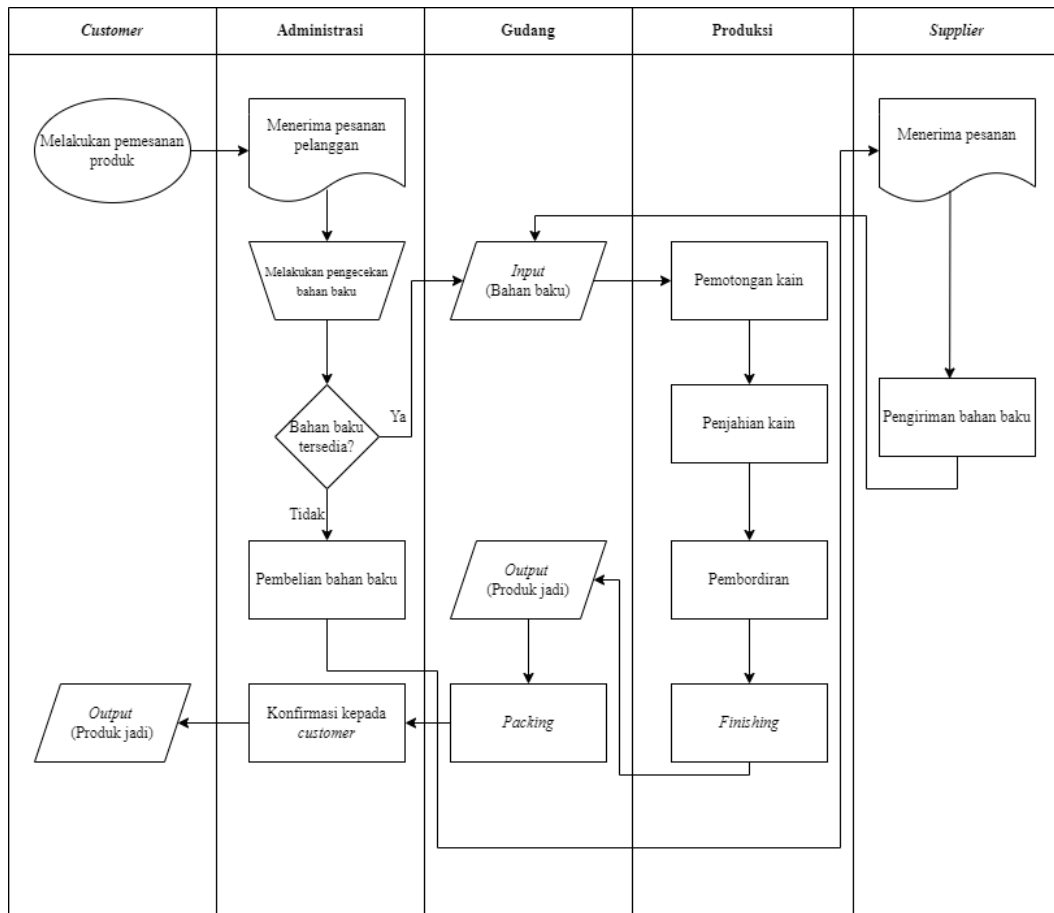 Customer
Administrasi
Gudang
Produksi
Supplier
Melakukan pemesanan
produk
Menerima pesanan
pelanggan
Menerima pesanan
Melakukan pengecekan
bahan baku
Input
(Bahan baku)
Pemotongan kain
Bahan baku
tersedia?
Ya
Tidak
Penjahian kain
Pengiriman bahan baku
Pembelian bahan baku
Output
(Produk jadi)
Pembordiran
Output
(Produk jadi)
Konfirmasi kepada
customer
Packing
Finishing